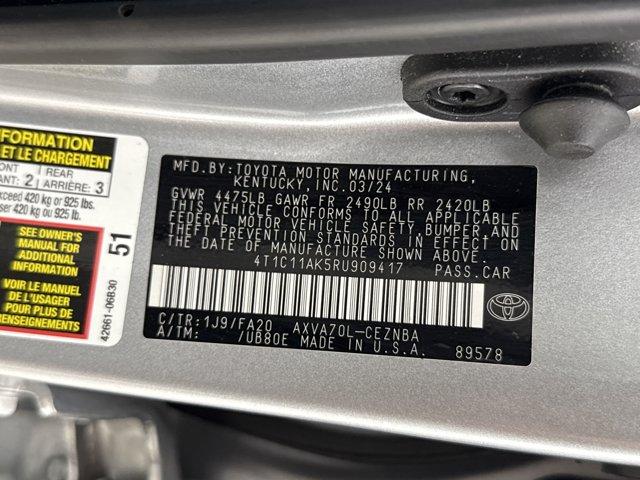 INFORMATION
ET LE CHARGEMENT
2 REAR
ARRIÈRE: 3
exceed 420 kg or 925 lbs.
420 kg ou 925 lb.
SEE OWNER'S
MANUAL FOR
ADDITIONAL
INFORMATION
VOIR LE MANUEL
DE L'USAGER
POUR PLUS DE
RENSEIGNEMENTS
51
42661-06B30
MFD.BY:TOYOTA MOTOR MANUFACTURING,
KENTUCKY,INC.03/24
GVWR 4475LB GAWR FR 2490LB RR 2420LB
THIS VEHICLE CONFORMS TO ALL APPLICABLE
FEDERAL MOTOR VEHICLE SAFETY,BUMPER,AND
THEFT PREVENTION STANDARDS IN EFFECT
ON THE DATE OF MANUFACTURE SHOWN ABOVE.
4T1C11AK5RU909417 PASS.CAR
C/TR:1J9/FA20 AXVA70L-CEZNBA
A/TM: /UB80E MADE IN U.S.A. 89578